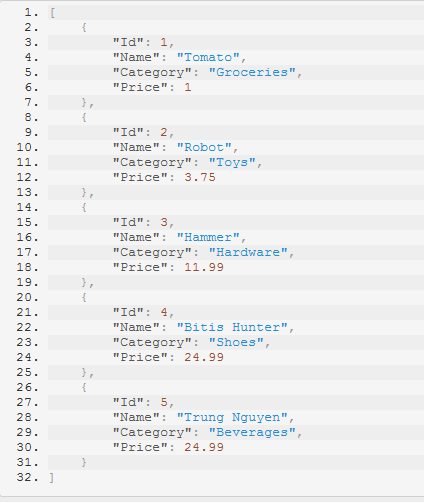 1. [
2.     {
3.         "Id": 1,
4.         "Name": "Tomato",
5.         "Category": "Groceries",
6.         "Price": 1
7.     },
8.     {
9.         "Id": 2,
10.         "Name": "Robot",
11.         "Category": "Toys",
12.         "Price": 3.75
13.     },
14.     {
15.         "Id": 3,
16.         "Name": "Hammer",
17.         "Category": "Hardware",
18.         "Price": 11.99
19.     },
20.     {
21.         "Id": 4,
22.         "Name": "Bitis Hunter",
23.         "Category": "Shoes",
24.         "Price": 24.99
25.     },
26.     {
27.         "Id": 5,
28.         "Name": "Trung Nguyen",
29.         "Category": "Beverages",
30.         "Price": 24.99
31.     }
32. ]